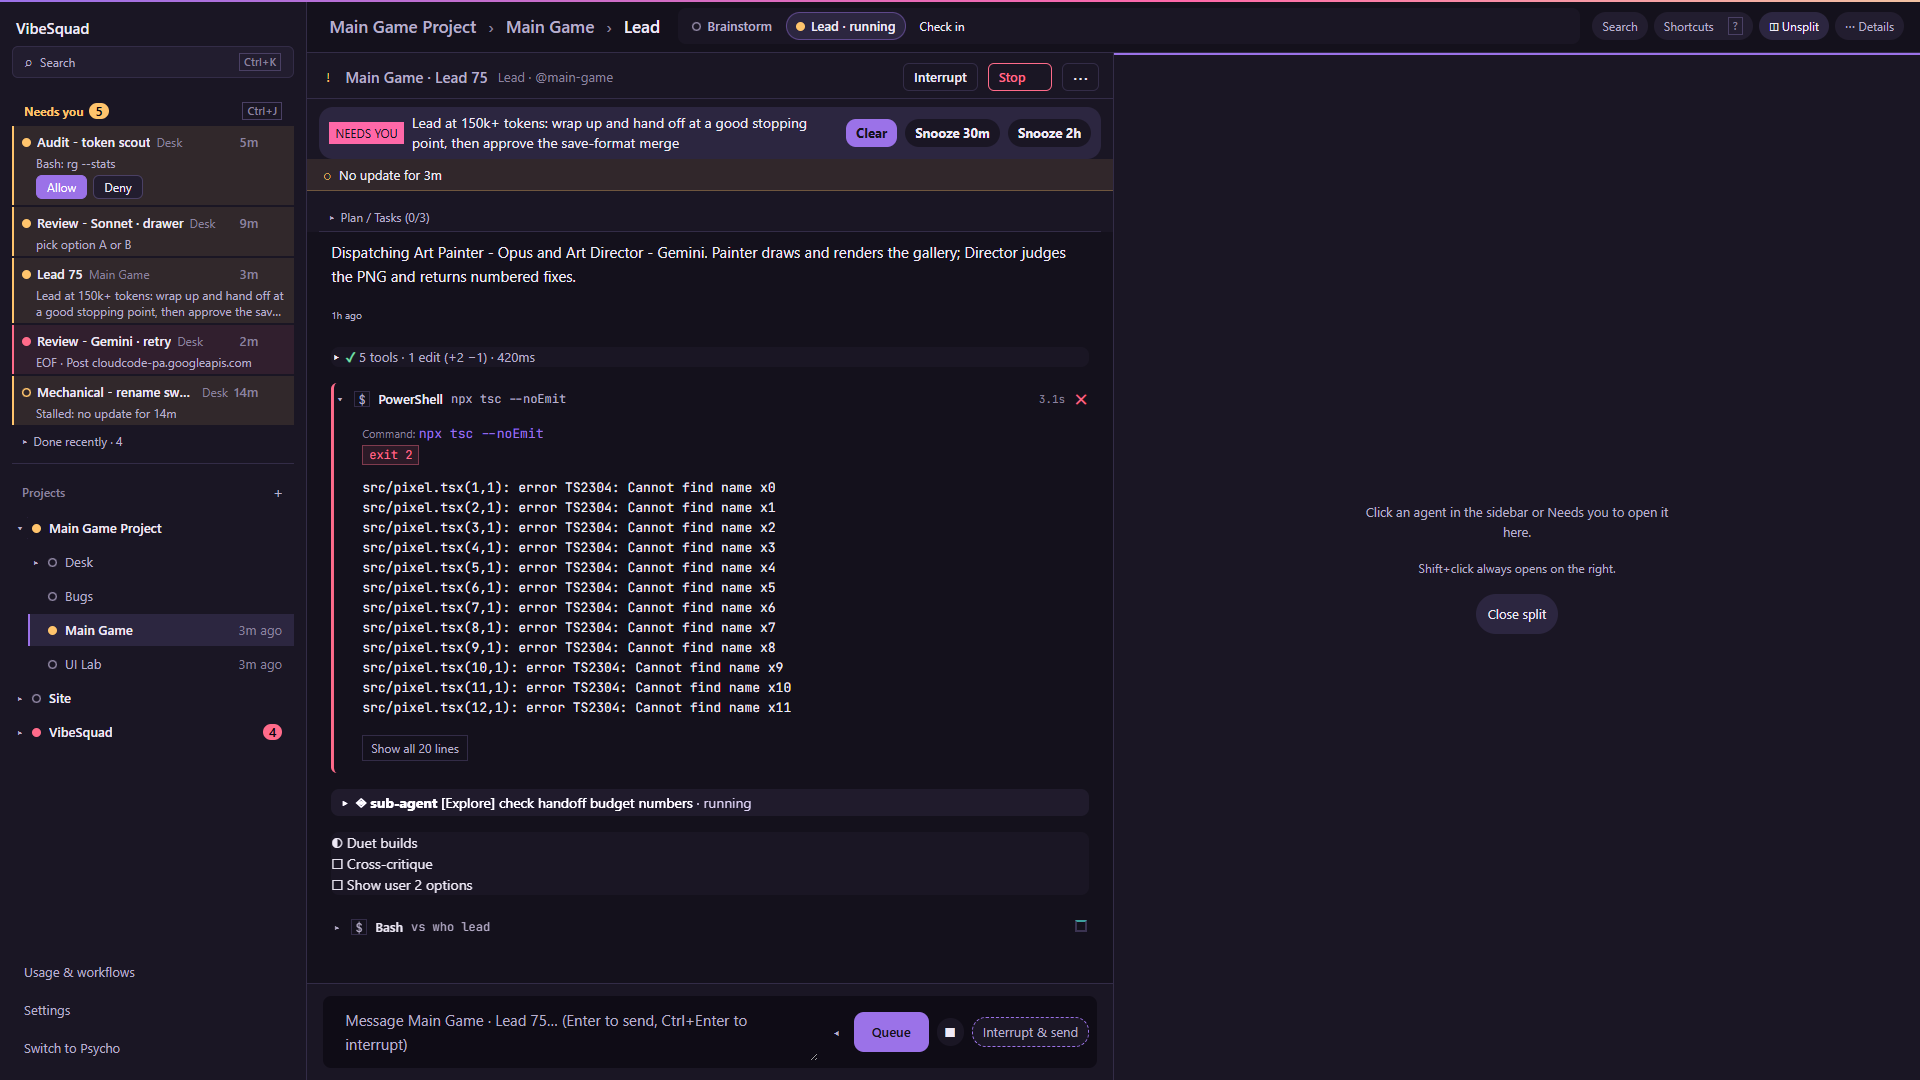 VibeSquad
Search Ctrl+K
Needs you 5 Ctrl+J
Audit - token scout Desk 5m
Bash: rg --stats
Allow Deny
Review - Sonnet · drawer Desk 9m
pick option A or B
Lead 75 Main Game 3m
Lead at 150k+ tokens: wrap up and hand off at
a good stopping point, then approve the sav...
Review - Gemini · retry Desk 2m
EOF · Post cloudcode-pa.googleapis.com
Mechanical - rename sw... Desk 14m
Stalled: no update for 14m
Done recently · 4
Projects +
Main Game Project
Desk
Bugs
Main Game 3m ago
UI Lab 3m ago
Site
VibeSquad 4
Usage & workflows
Settings
Switch to Psycho
Main Game Project › Main Game › Lead
Brainstorm
Lead · running
Check in
Search
Shortcuts ?
Unsplit
··· Details
! Main Game · Lead 75 Lead · @main-game
Interrupt Stop ...
NEEDS YOU
Lead at 150k+ tokens: wrap up and hand off at a good stopping
point, then approve the save-format merge
Clear Snooze 30m Snooze 2h
No update for 3m
Plan / Tasks (0/3)
Dispatching Art Painter - Opus and Art Director - Gemini. Painter draws and renders the gallery; Director judges
the PNG and returns numbered fixes.
1h ago
✓ 5 tools · 1 edit (+2 −1) · 420ms
$ PowerShell npx tsc --noEmit 3.1s ✕
Command: npx tsc --noEmit
exit 2
src/pixel.tsx(1,1): error TS2304: Cannot find name x0
src/pixel.tsx(2,1): error TS2304: Cannot find name x1
src/pixel.tsx(3,1): error TS2304: Cannot find name x2
src/pixel.tsx(4,1): error TS2304: Cannot find name x3
src/pixel.tsx(5,1): error TS2304: Cannot find name x4
src/pixel.tsx(6,1): error TS2304: Cannot find name x5
src/pixel.tsx(7,1): error TS2304: Cannot find name x6
src/pixel.tsx(8,1): error TS2304: Cannot find name x7
src/pixel.tsx(9,1): error TS2304: Cannot find name x8
src/pixel.tsx(10,1): error TS2304: Cannot find name x9
src/pixel.tsx(11,1): error TS2304: Cannot find name x10
src/pixel.tsx(12,1): error TS2304: Cannot find name x11
Show all 20 lines
sub-agent [Explore] check handoff budget numbers · running
Duet builds
Cross-critique
Show user 2 options
$ Bash vs who lead
Message Main Game · Lead 75... (Enter to send, Ctrl+Enter to
interrupt)
Queue
Interrupt & send
Click an agent in the sidebar or Needs you to open it
here.
Shift+click always opens on the right.
Close split